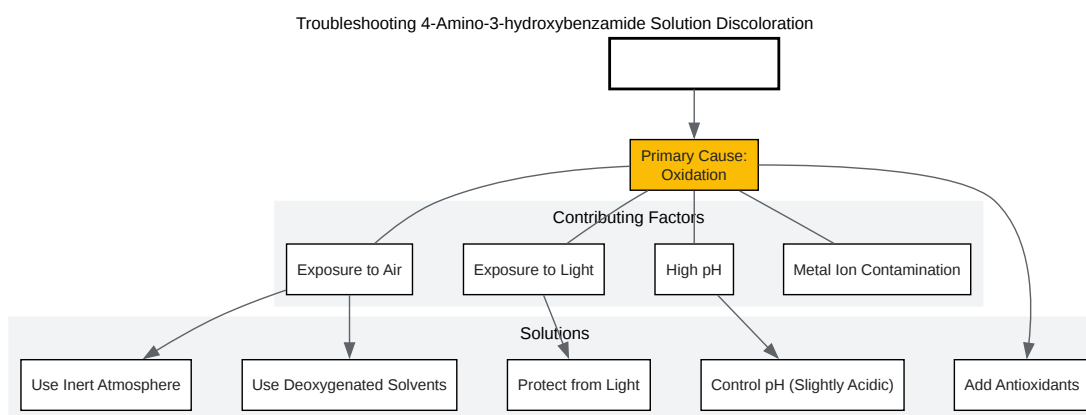 Troubleshooting 4-Amino-3-hydroxybenzamide Solution Discoloration
Primary Cause:
Oxidation
Contributing Factors
Exposure to Air
Exposure to Light
High pH
Metal Ion Contamination
Solutions
Use Inert Atmosphere
Use Deoxygenated Solvents
Protect from Light
Control pH (Slightly Acidic)
Add Antioxidants